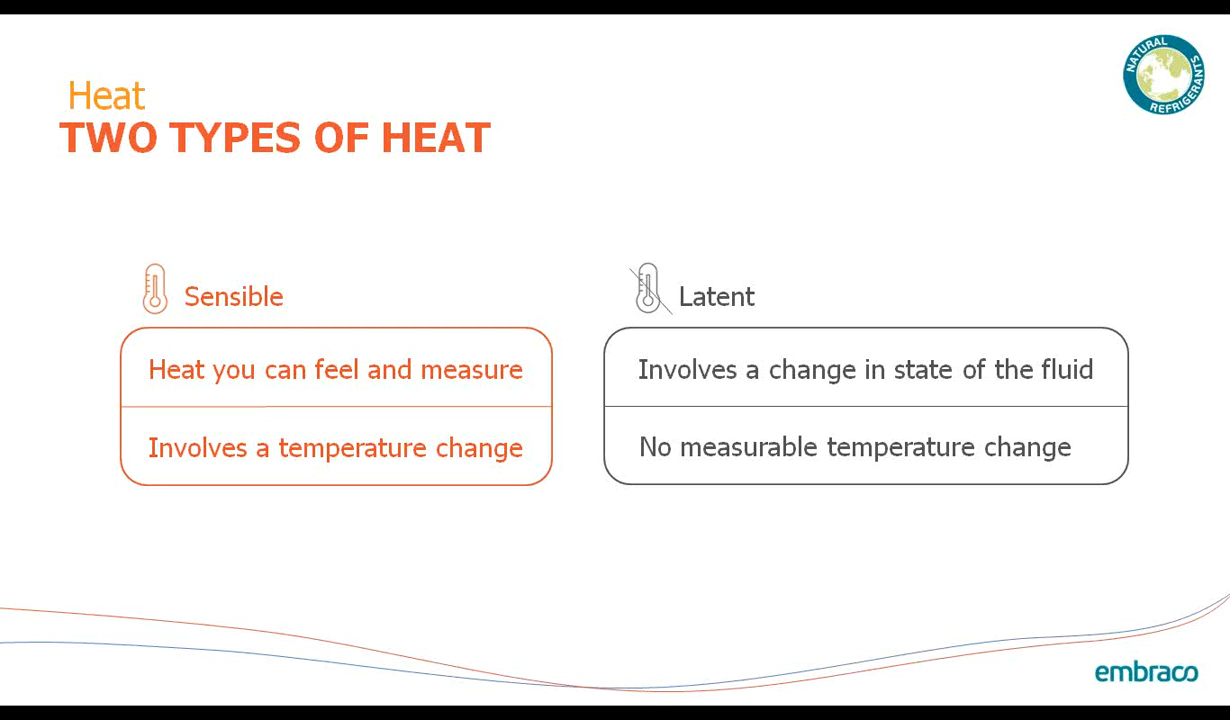 Heat
TWO TYPES OF HEAT
NATURAL REFRIGERANTS
Sensible
Heat you can feel and measure
Involves a temperature change
Latent
Involves a change in state of the fluid
No measurable temperature change
embraco